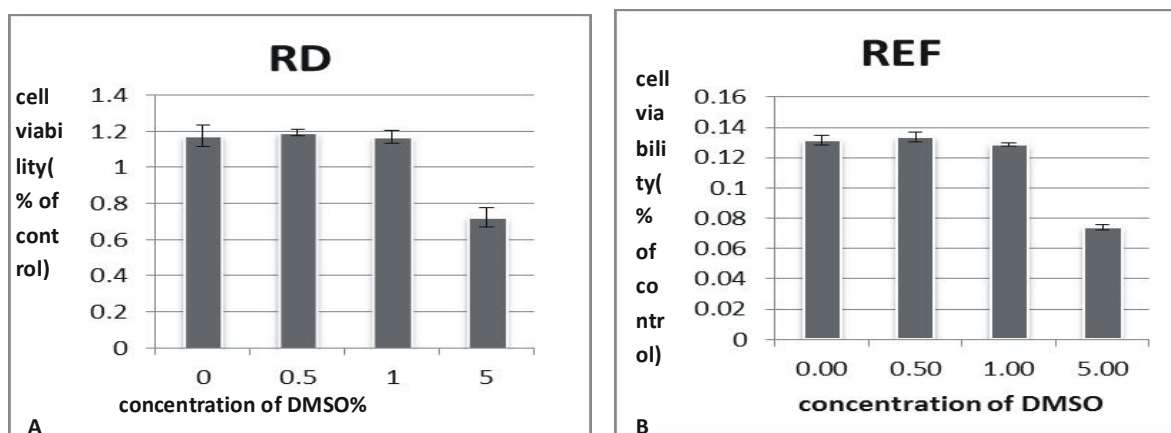 RD
cell
viabi
lity(
% of
cont
rol)
1.4
1.2
1
0.8
0.6
0.4
0.2
0
0 0.5 1 5
concentration of DMSO%
A
REF
cell
via
bili
ty(
%
of
co
ntr
ol)
0.16
0.14
0.12
0.1
0.08
0.06
0.04
0.02
0
0.00 0.50 1.00 5.00
concentration of DMSO
B